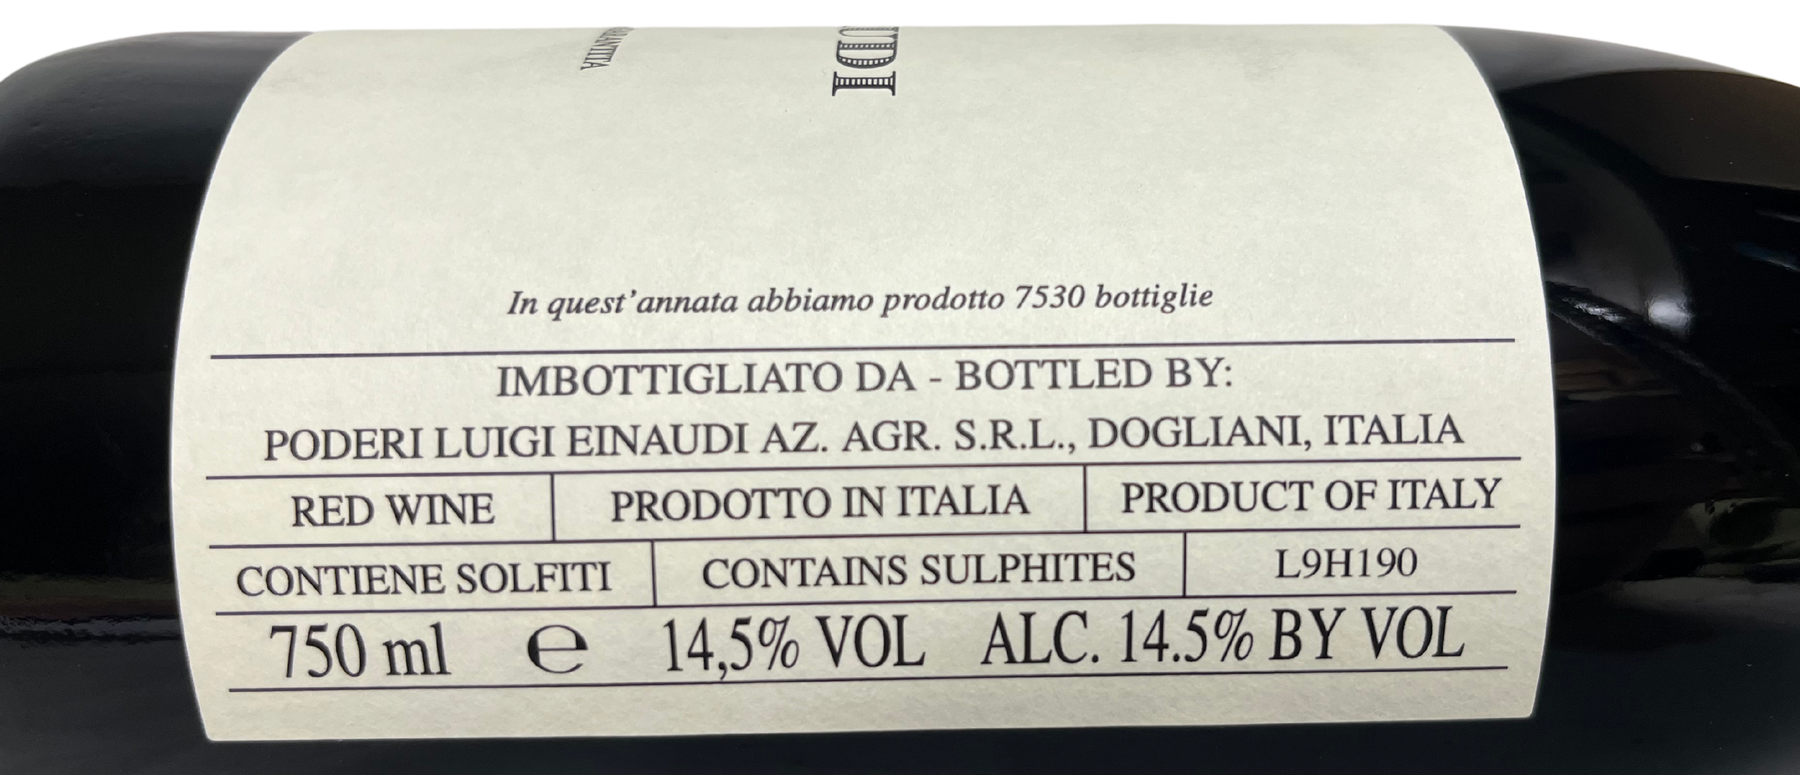 In quest'annata abbiamo prodotto 7530 bottiglie
IMBOTTIGLIATO DA - BOTTLED BY:
PODERI LUIGI EINAUDI AZ. AGR. S.R.L., DOGLIANI, ITALIA
RED WINE PRODOTTO IN ITALIA PRODUCT OF ITALY
CONTIENE SOLFITI CONTAINS SULPHITES L9H190
750 ml e 14,5% VOL ALC. 14.5% BY VOL